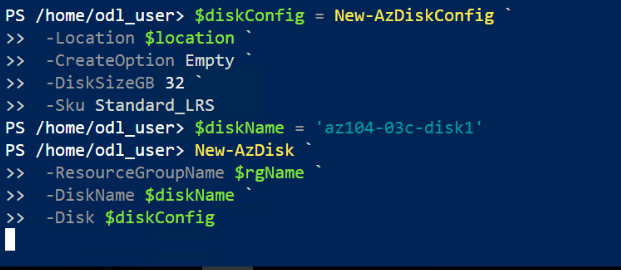 PS /home/odl_user> $diskConfig = New-AzDiskConfig `
>>  -Location $location `
>>  -CreateOption Empty `
>>  -DiskSizeGB 32 `
>>  -Sku Standard_LRS
PS /home/odl_user> $diskName = 'az104-03c-disk1'
PS /home/odl_user> New-AzDisk `
>>  -ResourceGroupName $rgName `
>>  -DiskName $diskName `
>>  -Disk $diskConfig